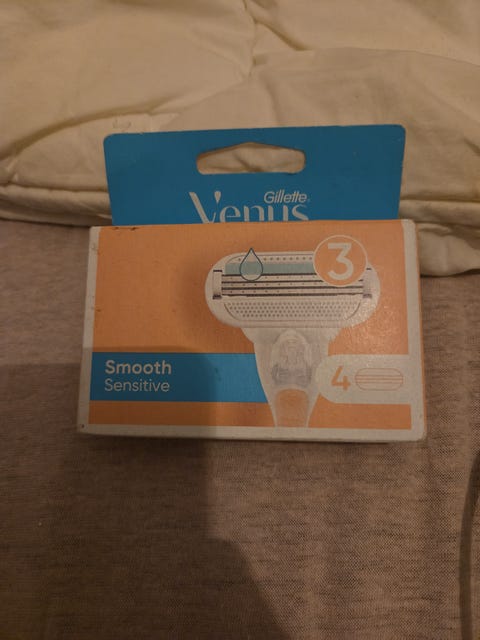 Gillette
Venus
3
Smooth
Sensitive
4